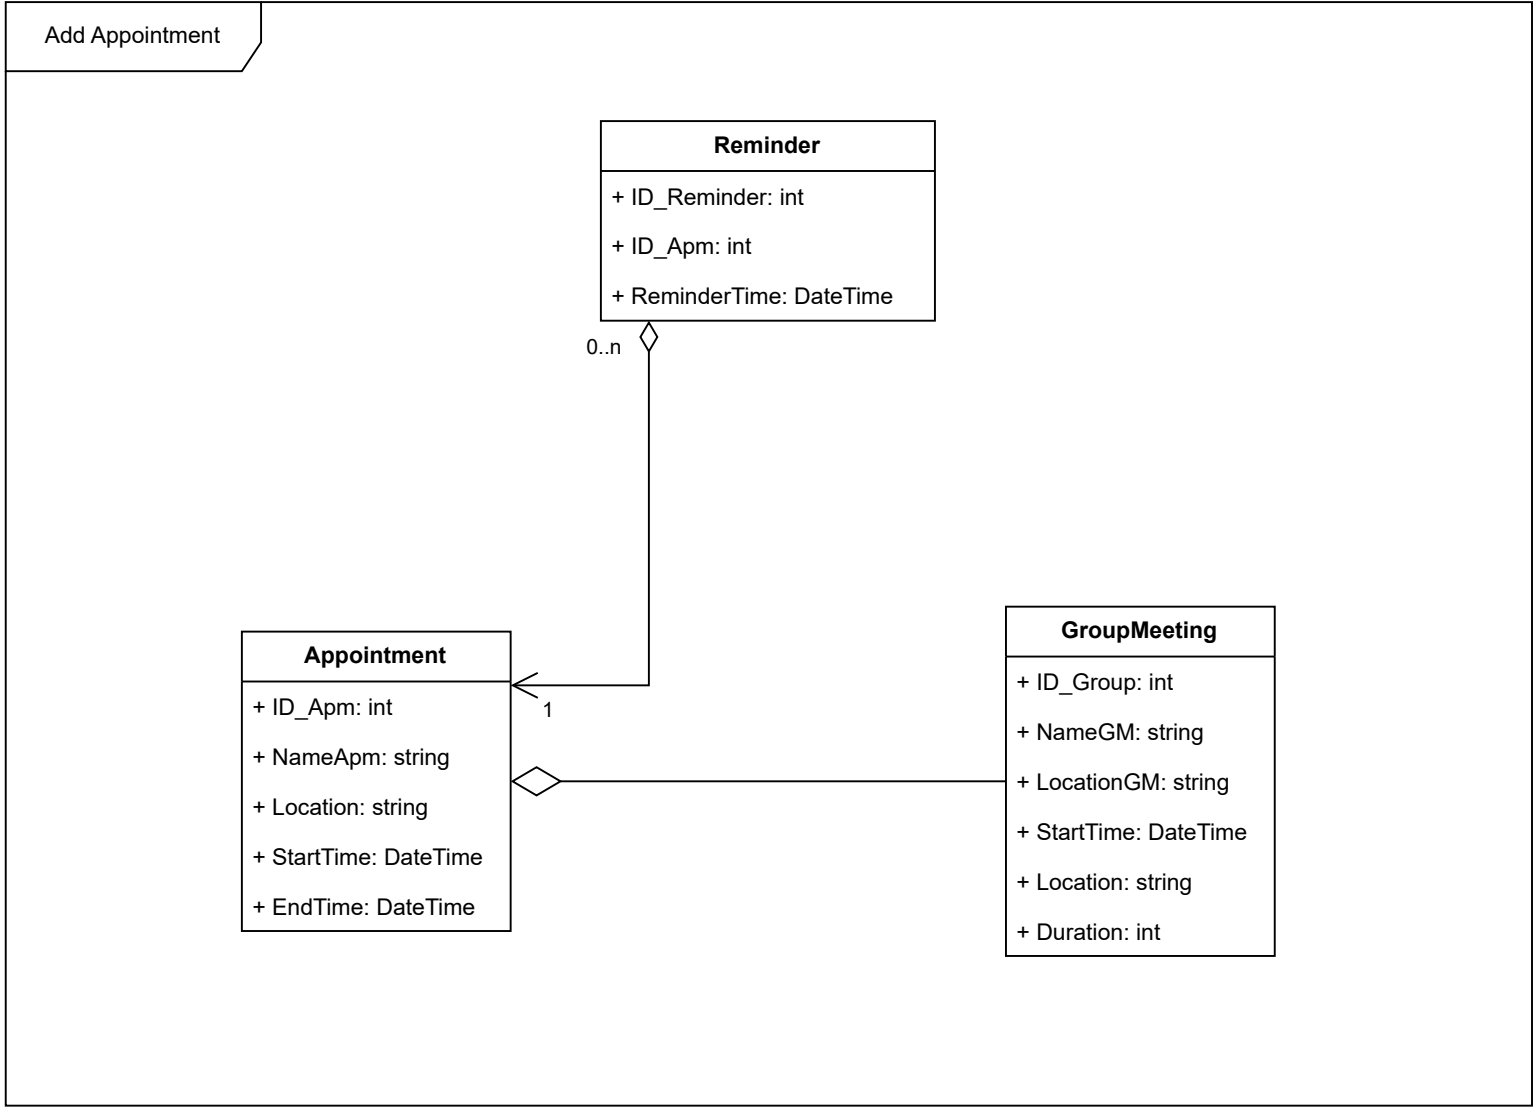 Add Appointment
Reminder
+ ID_Reminder: int
+ ID_Apm: int
+ ReminderTime: DateTime
0..n
1
Appointment
+ ID_Apm: int
+ NameApm: string
+ Location: string
+ StartTime: DateTime
+ EndTime: DateTime
GroupMeeting
+ ID_Group: int
+ NameGM: string
+ LocationGM: string
+ StartTime: DateTime
+ Location: string
+ Duration: int